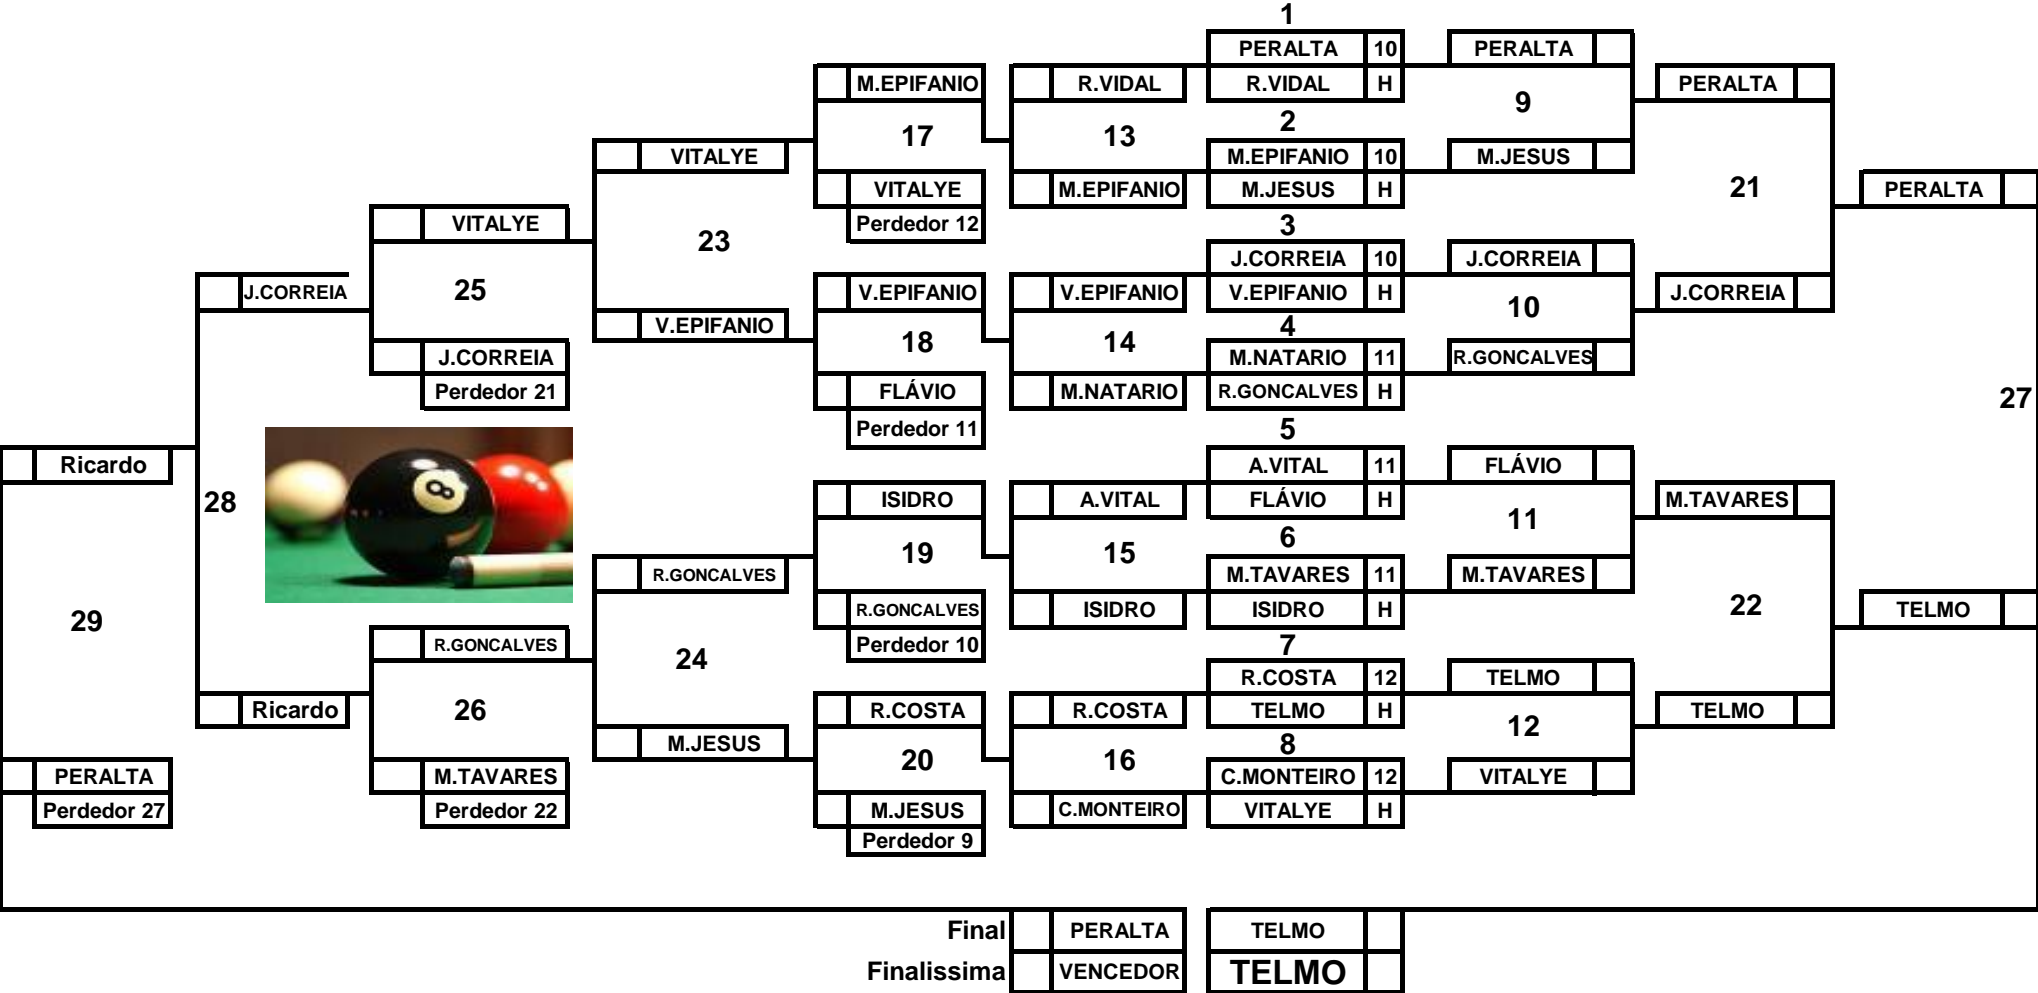 1
PERALTA 10 PERALTA
M.EPIFANIO R.VIDAL R.VIDAL H PERALTA
9
17 13 2
VITALYE M.EPIFANIO 10 M.JESUS
VITALYE M.EPIFANIO M.JESUS H 21 PERALTA
VITALYE Perdedor 12 3
23
J.CORREIA 10 J.CORREIA
J.CORREIA 25 V.EPIFANIO V.EPIFANIO V.EPIFANIO H J.CORREIA
10
V.EPIFANIO 18 14 4
J.CORREIA M.NATARIO 11 R.GONCALVES
Perdedor 21 FLÁVIO M.NATARIO R.GONCALVES H 27
Perdedor 11 5
Ricardo A.VITAL 11 FLÁVIO
28 8 ISIDRO A.VITAL FLÁVIO H M.TAVARES
11
19 15 6
R.GONCALVES M.TAVARES 11 M.TAVARES
29 R.GONCALVES ISIDRO ISIDRO H 22 TELMO
R.GONCALVES 24 Perdedor 10 7
R.COSTA 12 TELMO
Ricardo 26 R.COSTA R.COSTA TELMO H TELMO
12
M.JESUS 20 16 8
PERALTA M.TAVARES C.MONTEIRO 12 VITALYE
Perdedor 27 Perdedor 22 M.JESUS C.MONTEIRO VITALYE H
Perdedor 9
Final PERALTA TELMO
Finalissima VENCEDOR TELMO